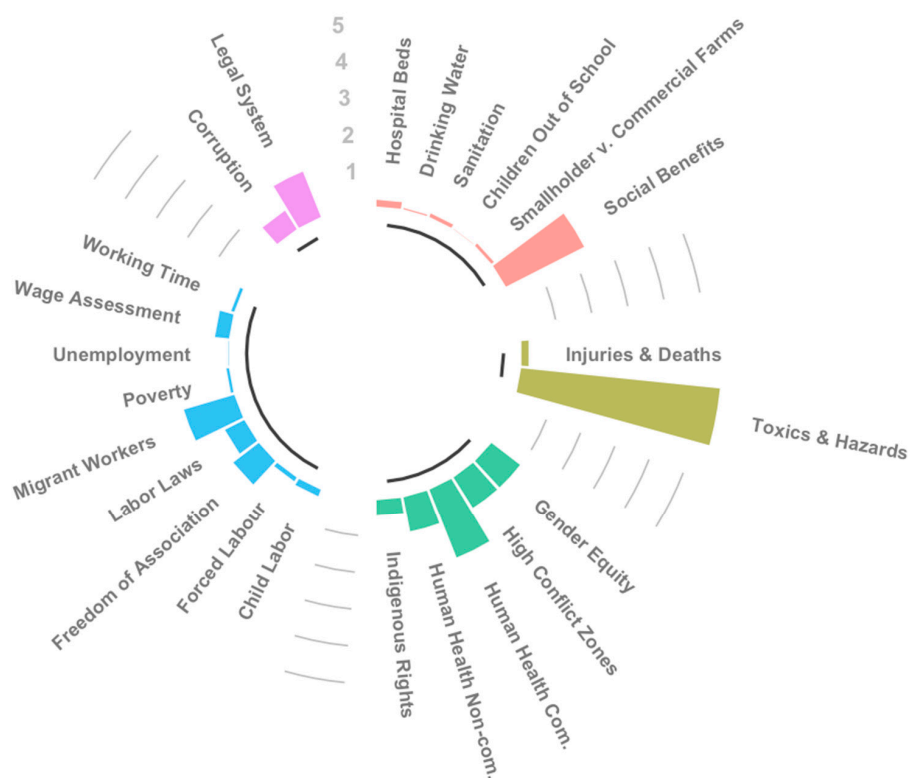 5
4
3
2
1
Hospital Beds
Drinking Water
Sanitation
Children Out of School
Smallholder v. Commercial Farms
Social Benefits
Injuries & Deaths
Toxics & Hazards
Gender Equity
High Conflict Zones
Human Health Com.
Human Health Non-com.
Indigenous Rights
Child Labor
Forced Labour
Freedom of Association
Labor Laws
Migrant Workers
Poverty
Unemployment
Wage Assessment
Working Time
Corruption
Legal System